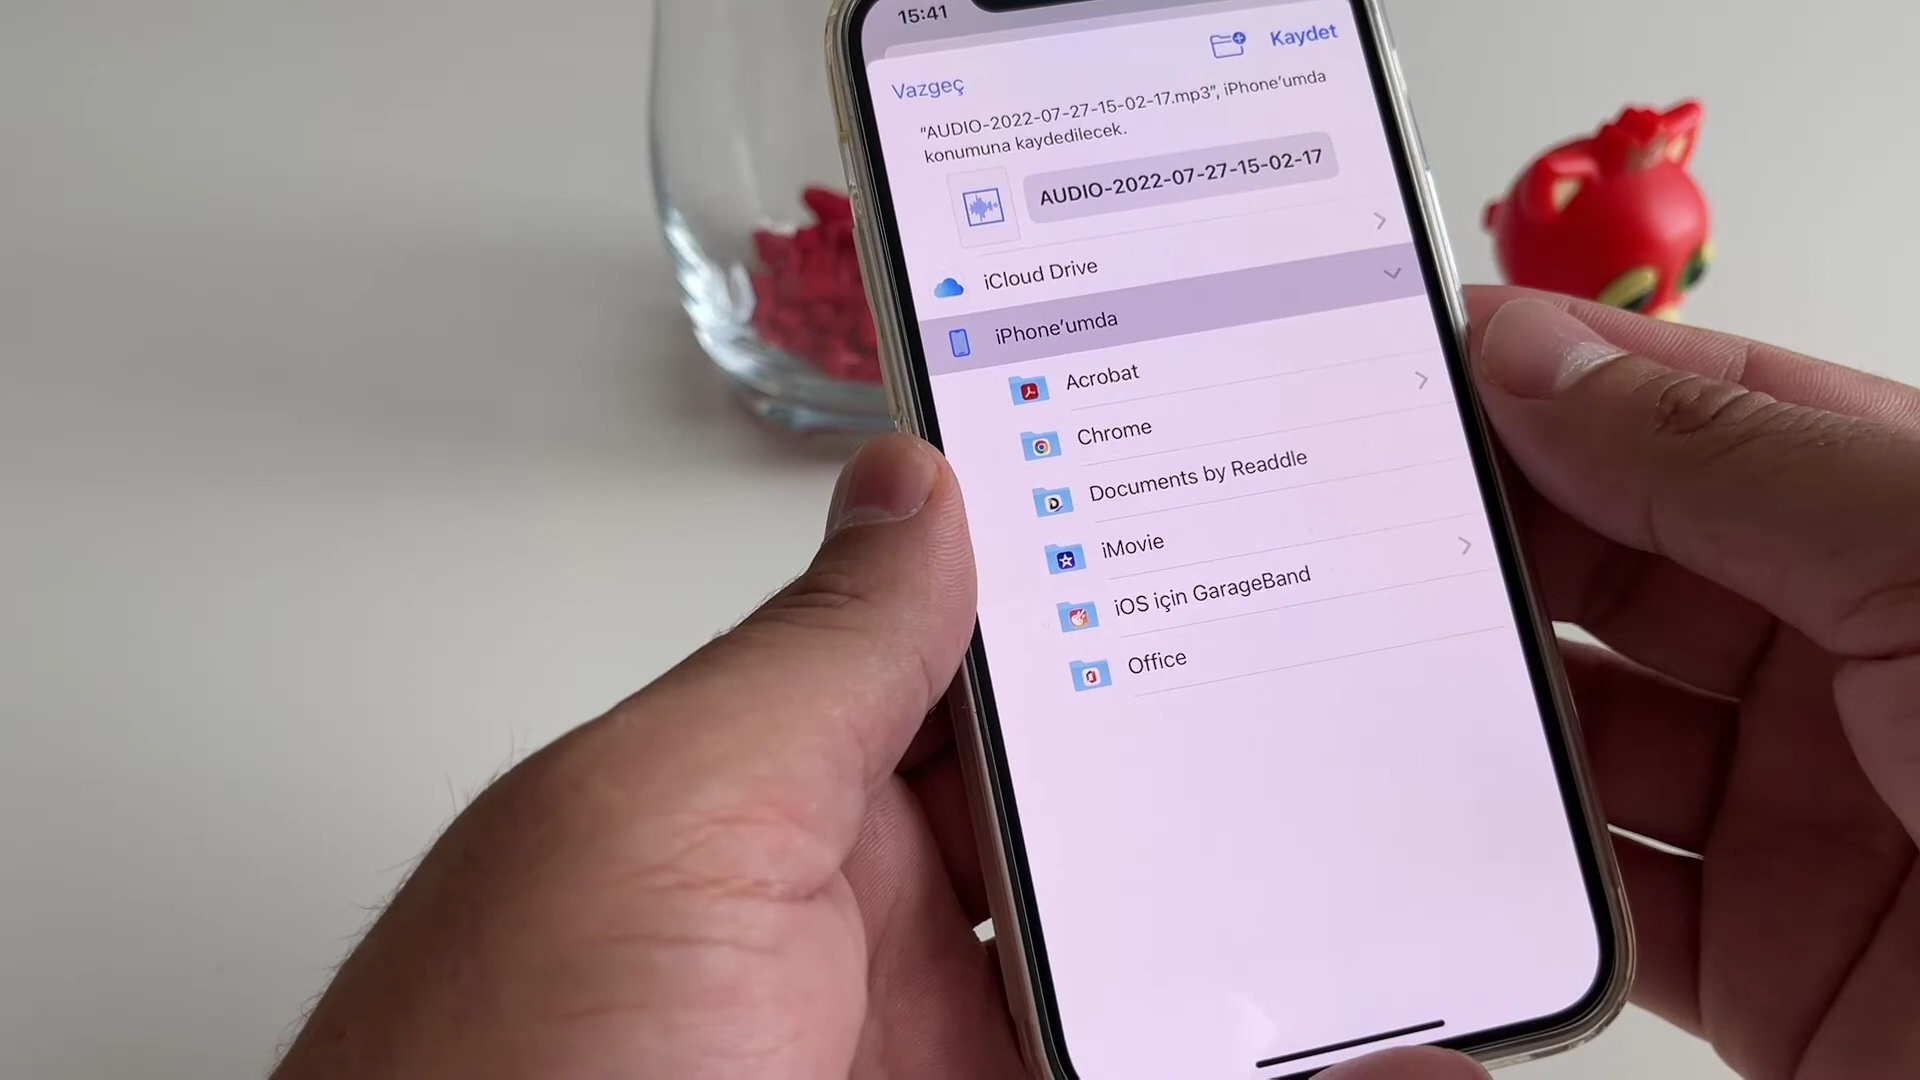 15:41
Kaydet
Vazgeç
"AUDIO-2022-07-27-15-02-17.mp3", iPhone'umda
konumuna kaydedilecek.
AUDIO-2022-07-27-15-02-17
iCloud Drive
iPhone'umda
Acrobat
Chrome
Documents by Readdle
iMovie
iOS için GarageBand
Office